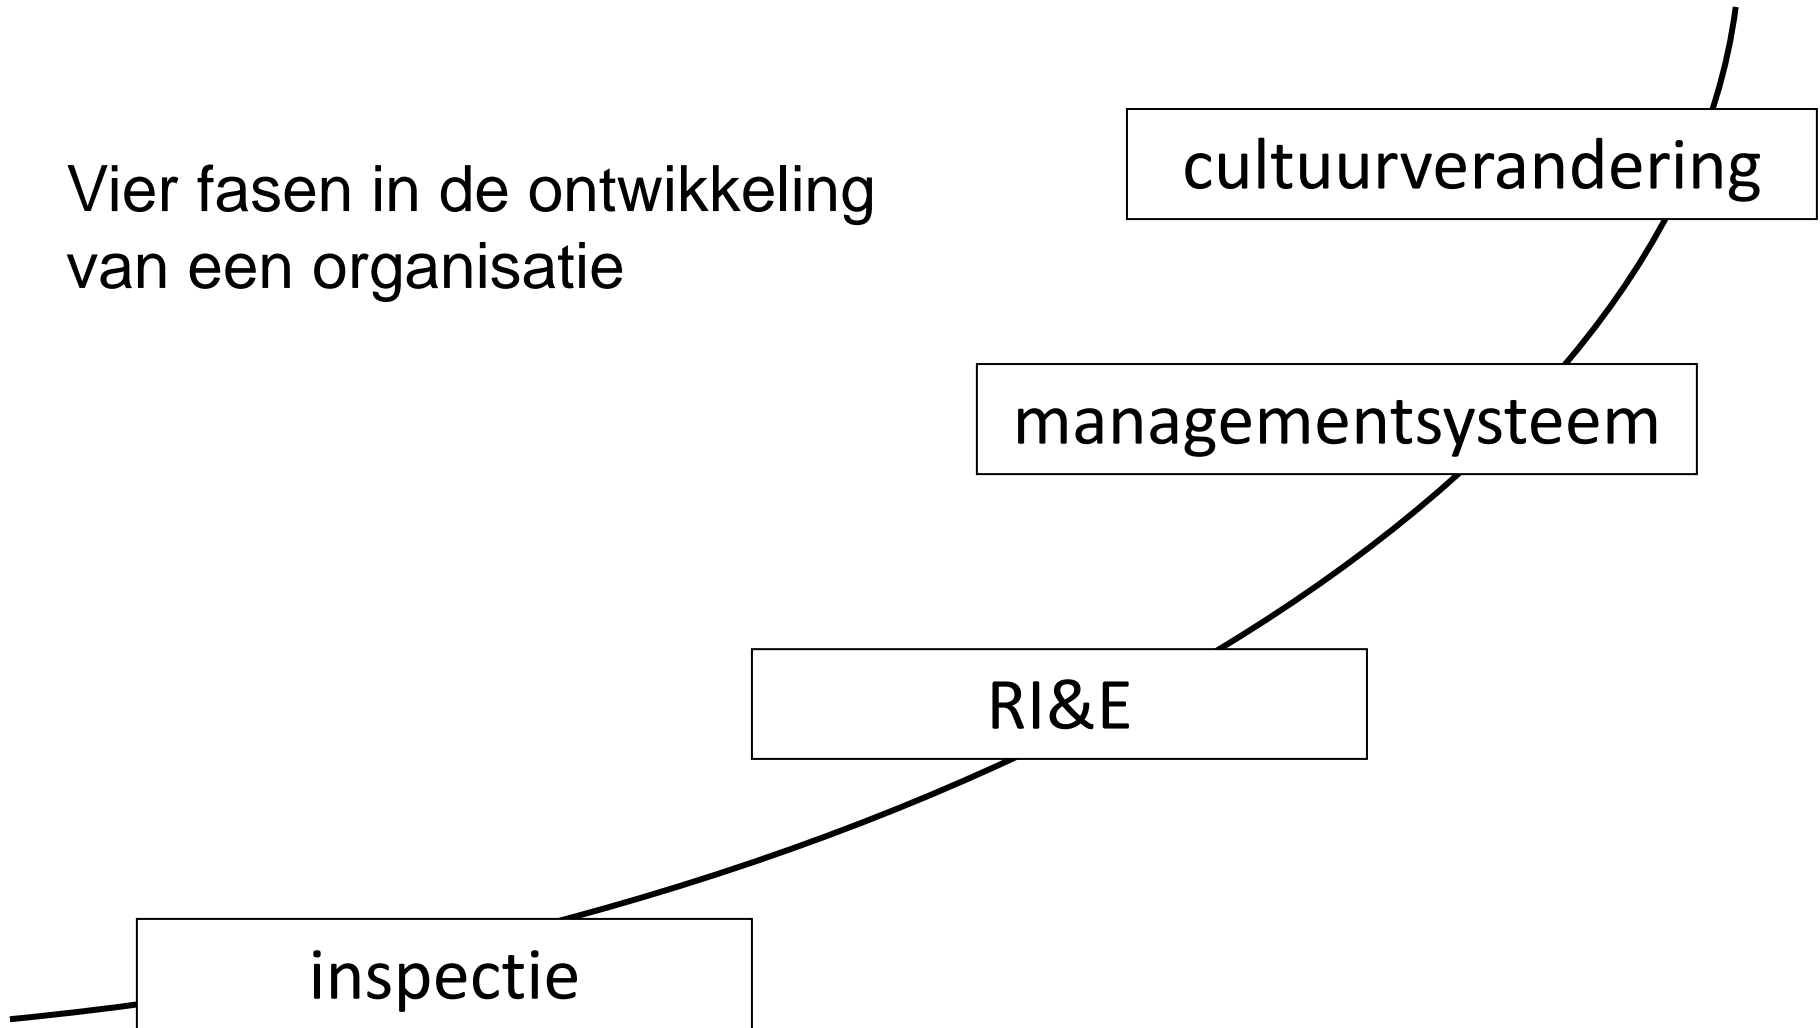 Vier fasen in de ontwikkeling
van een organisatie
cultuurverandering
managementsysteem
RI&E
inspectie